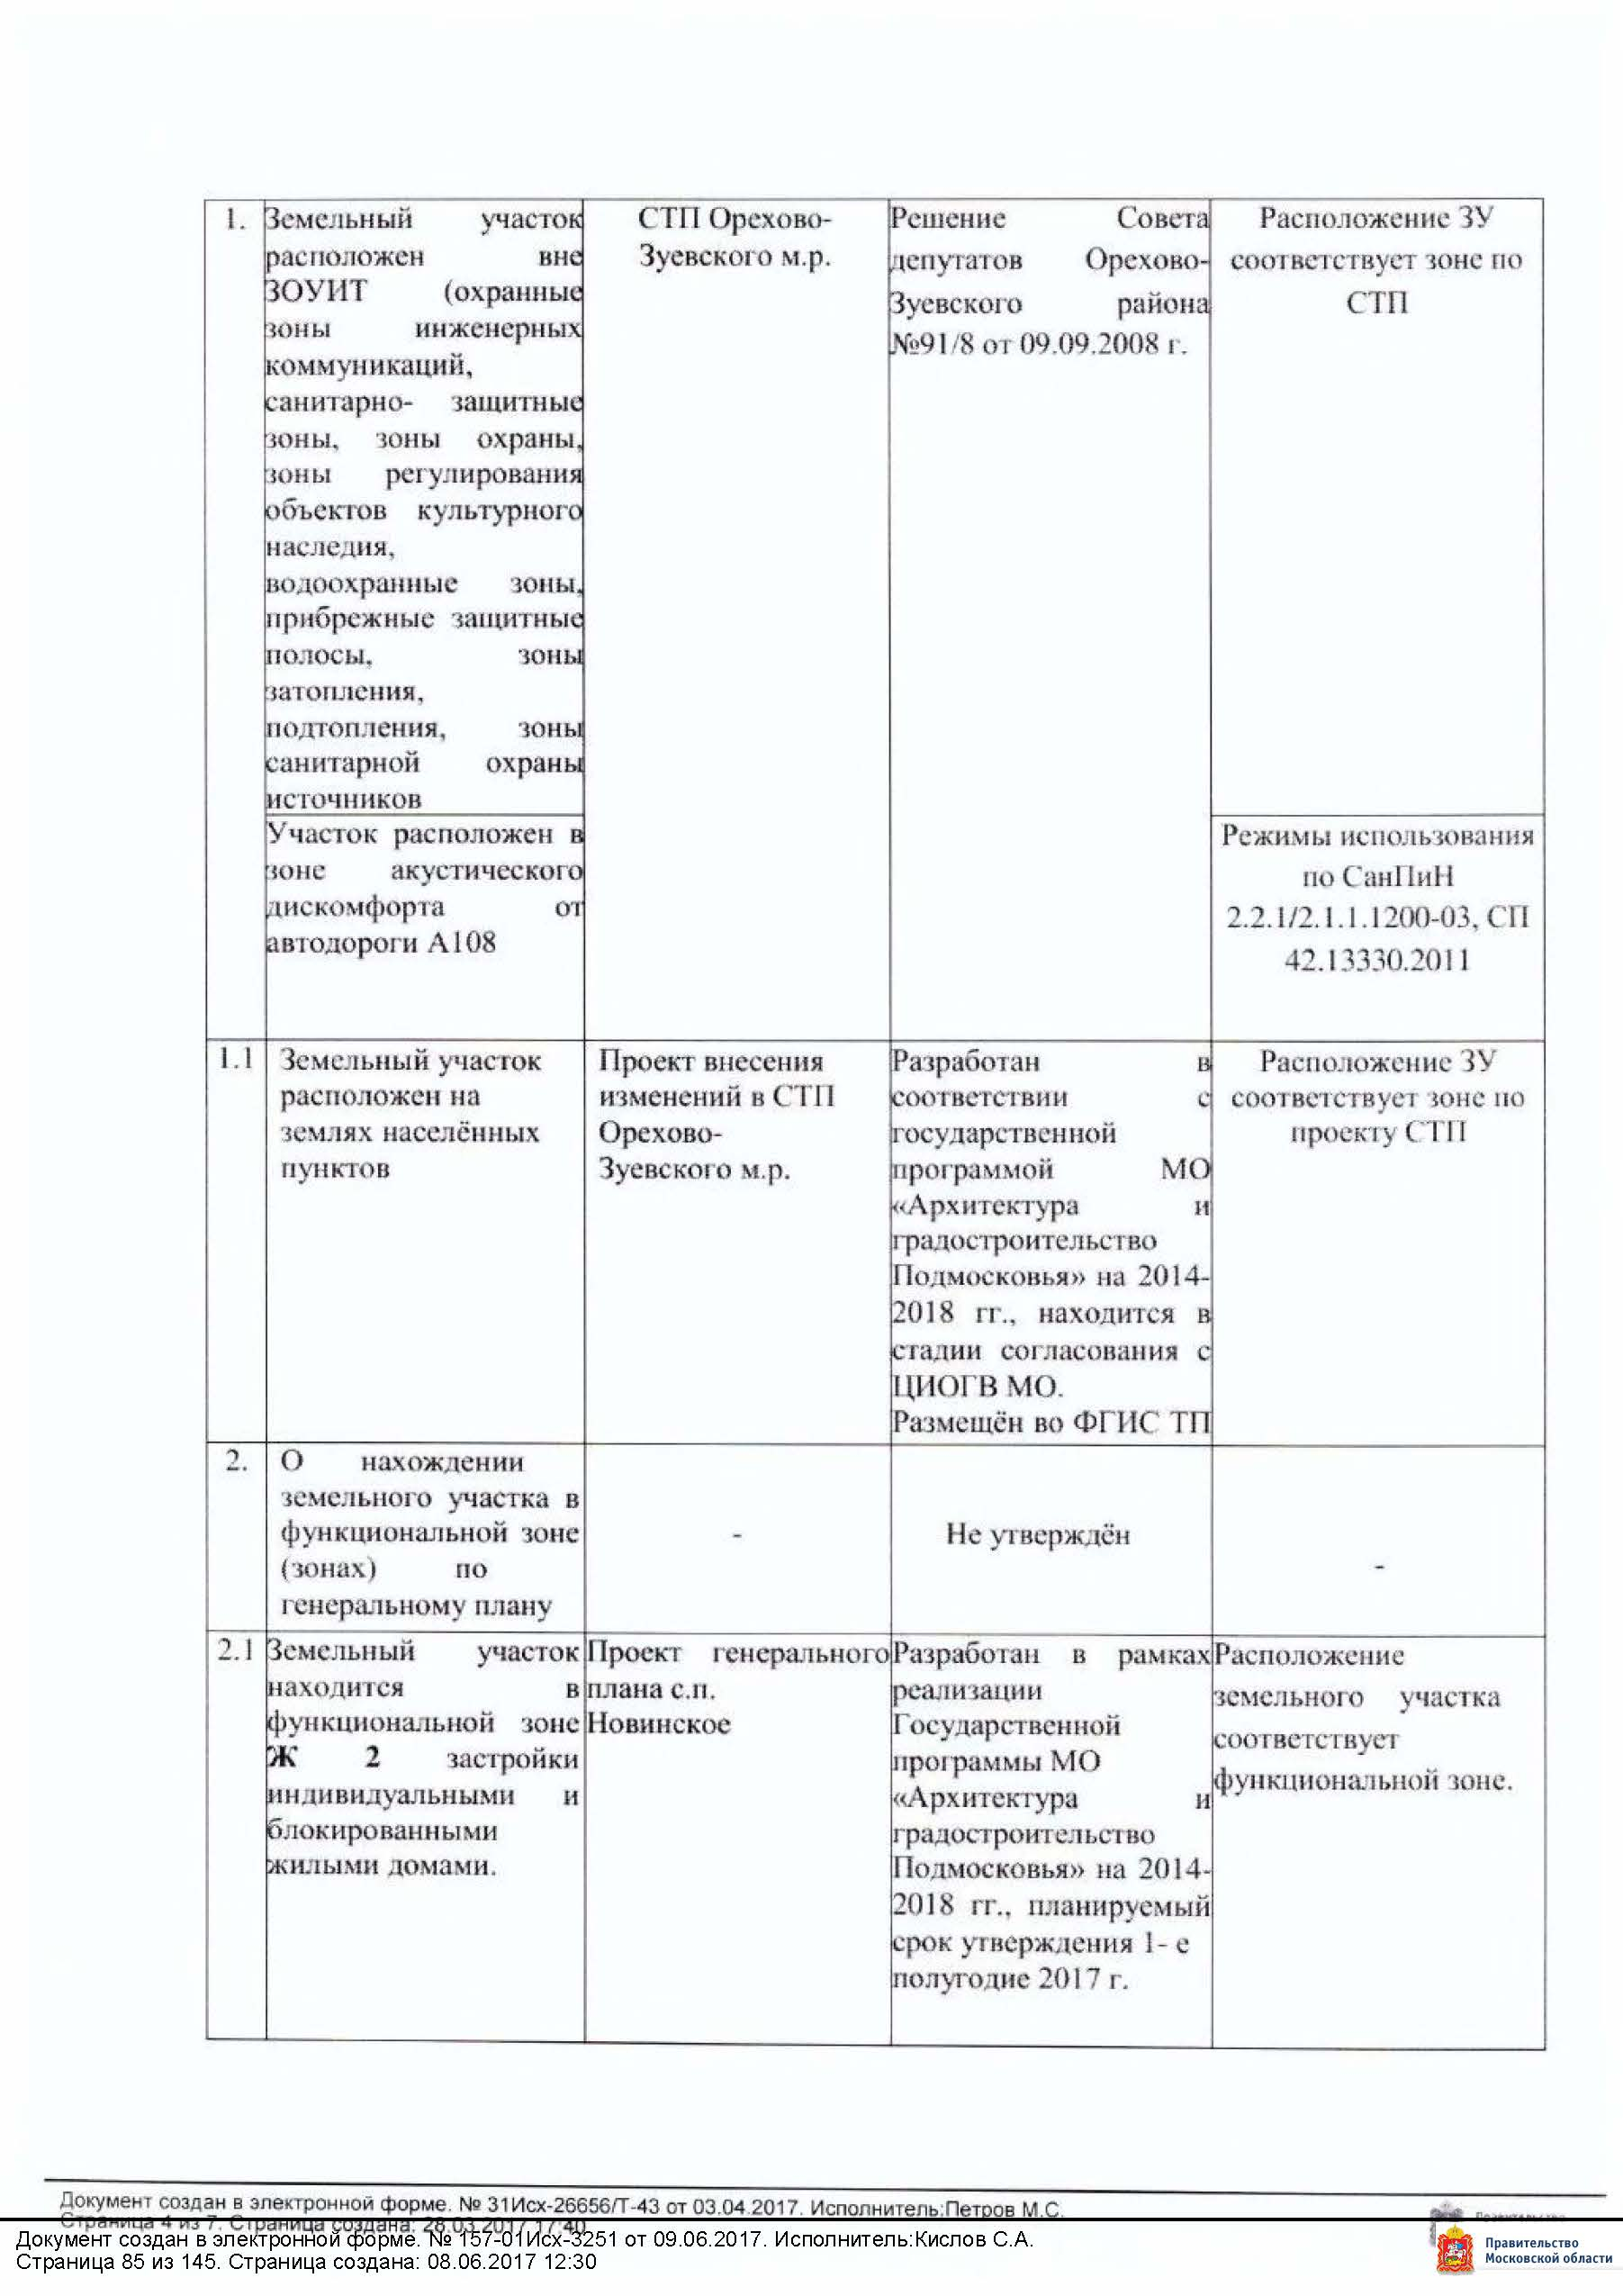 1.
Земельный участок
расположен вне
ЗОУИТ (охранные
зоны инженерных
коммуникаций,
санитарно- защитные
зоны, зоны охраны,
зоны регулирования
объектов культурного
наследия,
водоохранные зоны,
прибрежные защитные
полосы, зоны
затопления,
подтопления, зоны
санитарной охраны
источников
СТП Орехово-
Зуевского м.р.
Решение Совета
депутатов Орехово-
Зуевского района
№91/8 от 09.09.2008 г.
Расположение ЗУ
соответствует зоне по
СТП
Участок расположен в
зоне акустического
дискомфорта от
автодороги А108
Режимы использования
по СанПиН
2.2.1/2.1.1.1200-03, СП
42.13330.2011
1.1
Земельный участок
расположен на
землях населённых
пунктов
Проект внесения
изменений в СТП
Орехово-
Зуевского м.р.
Разработан в
соответствии с
государственной
программой МО
«Архитектура и
градостроительство
Подмосковья» на 2014-
2018 гг., находится в
стадии согласования с
ЦИОГВ МО.
Размещён во ФГИС ТП
Расположение ЗУ
соответствует зоне по
проекту СТП
2.
О нахождении
земельного участка в
функциональной зоне
(зонах) по
генеральному плану
-
Не утверждён
-
2.1
Земельный участок
находится в
функциональной зоне
Ж 2 застройки
индивидуальными и
блокированными
жилыми домами.
Проект генерального
плана с.п.
Новинское
Разработан в рамках
реализации
Государственной
программы МО
«Архитектура и
градостроительство
Подмосковья» на 2014-
2018 гг., планируемый
срок утверждения 1- е
полугодие 2017 г.
Расположение
земельного участка
соответствует
функциональной зоне.
Документ создан в электронной форме. № 31Исх-26656/Т-43 от 03.04.2017. Исполнитель:Петров М.С.
Страница 4 из 7. Страница создана: 28.03.2017 17:40
Документ создан в электронной форме. № 157-01Исх-3251 от 09.06.2017. Исполнитель:Кислов С.А.
Страница 85 из 145. Страница создана: 08.06.2017 12:30
Правительство
Московской области